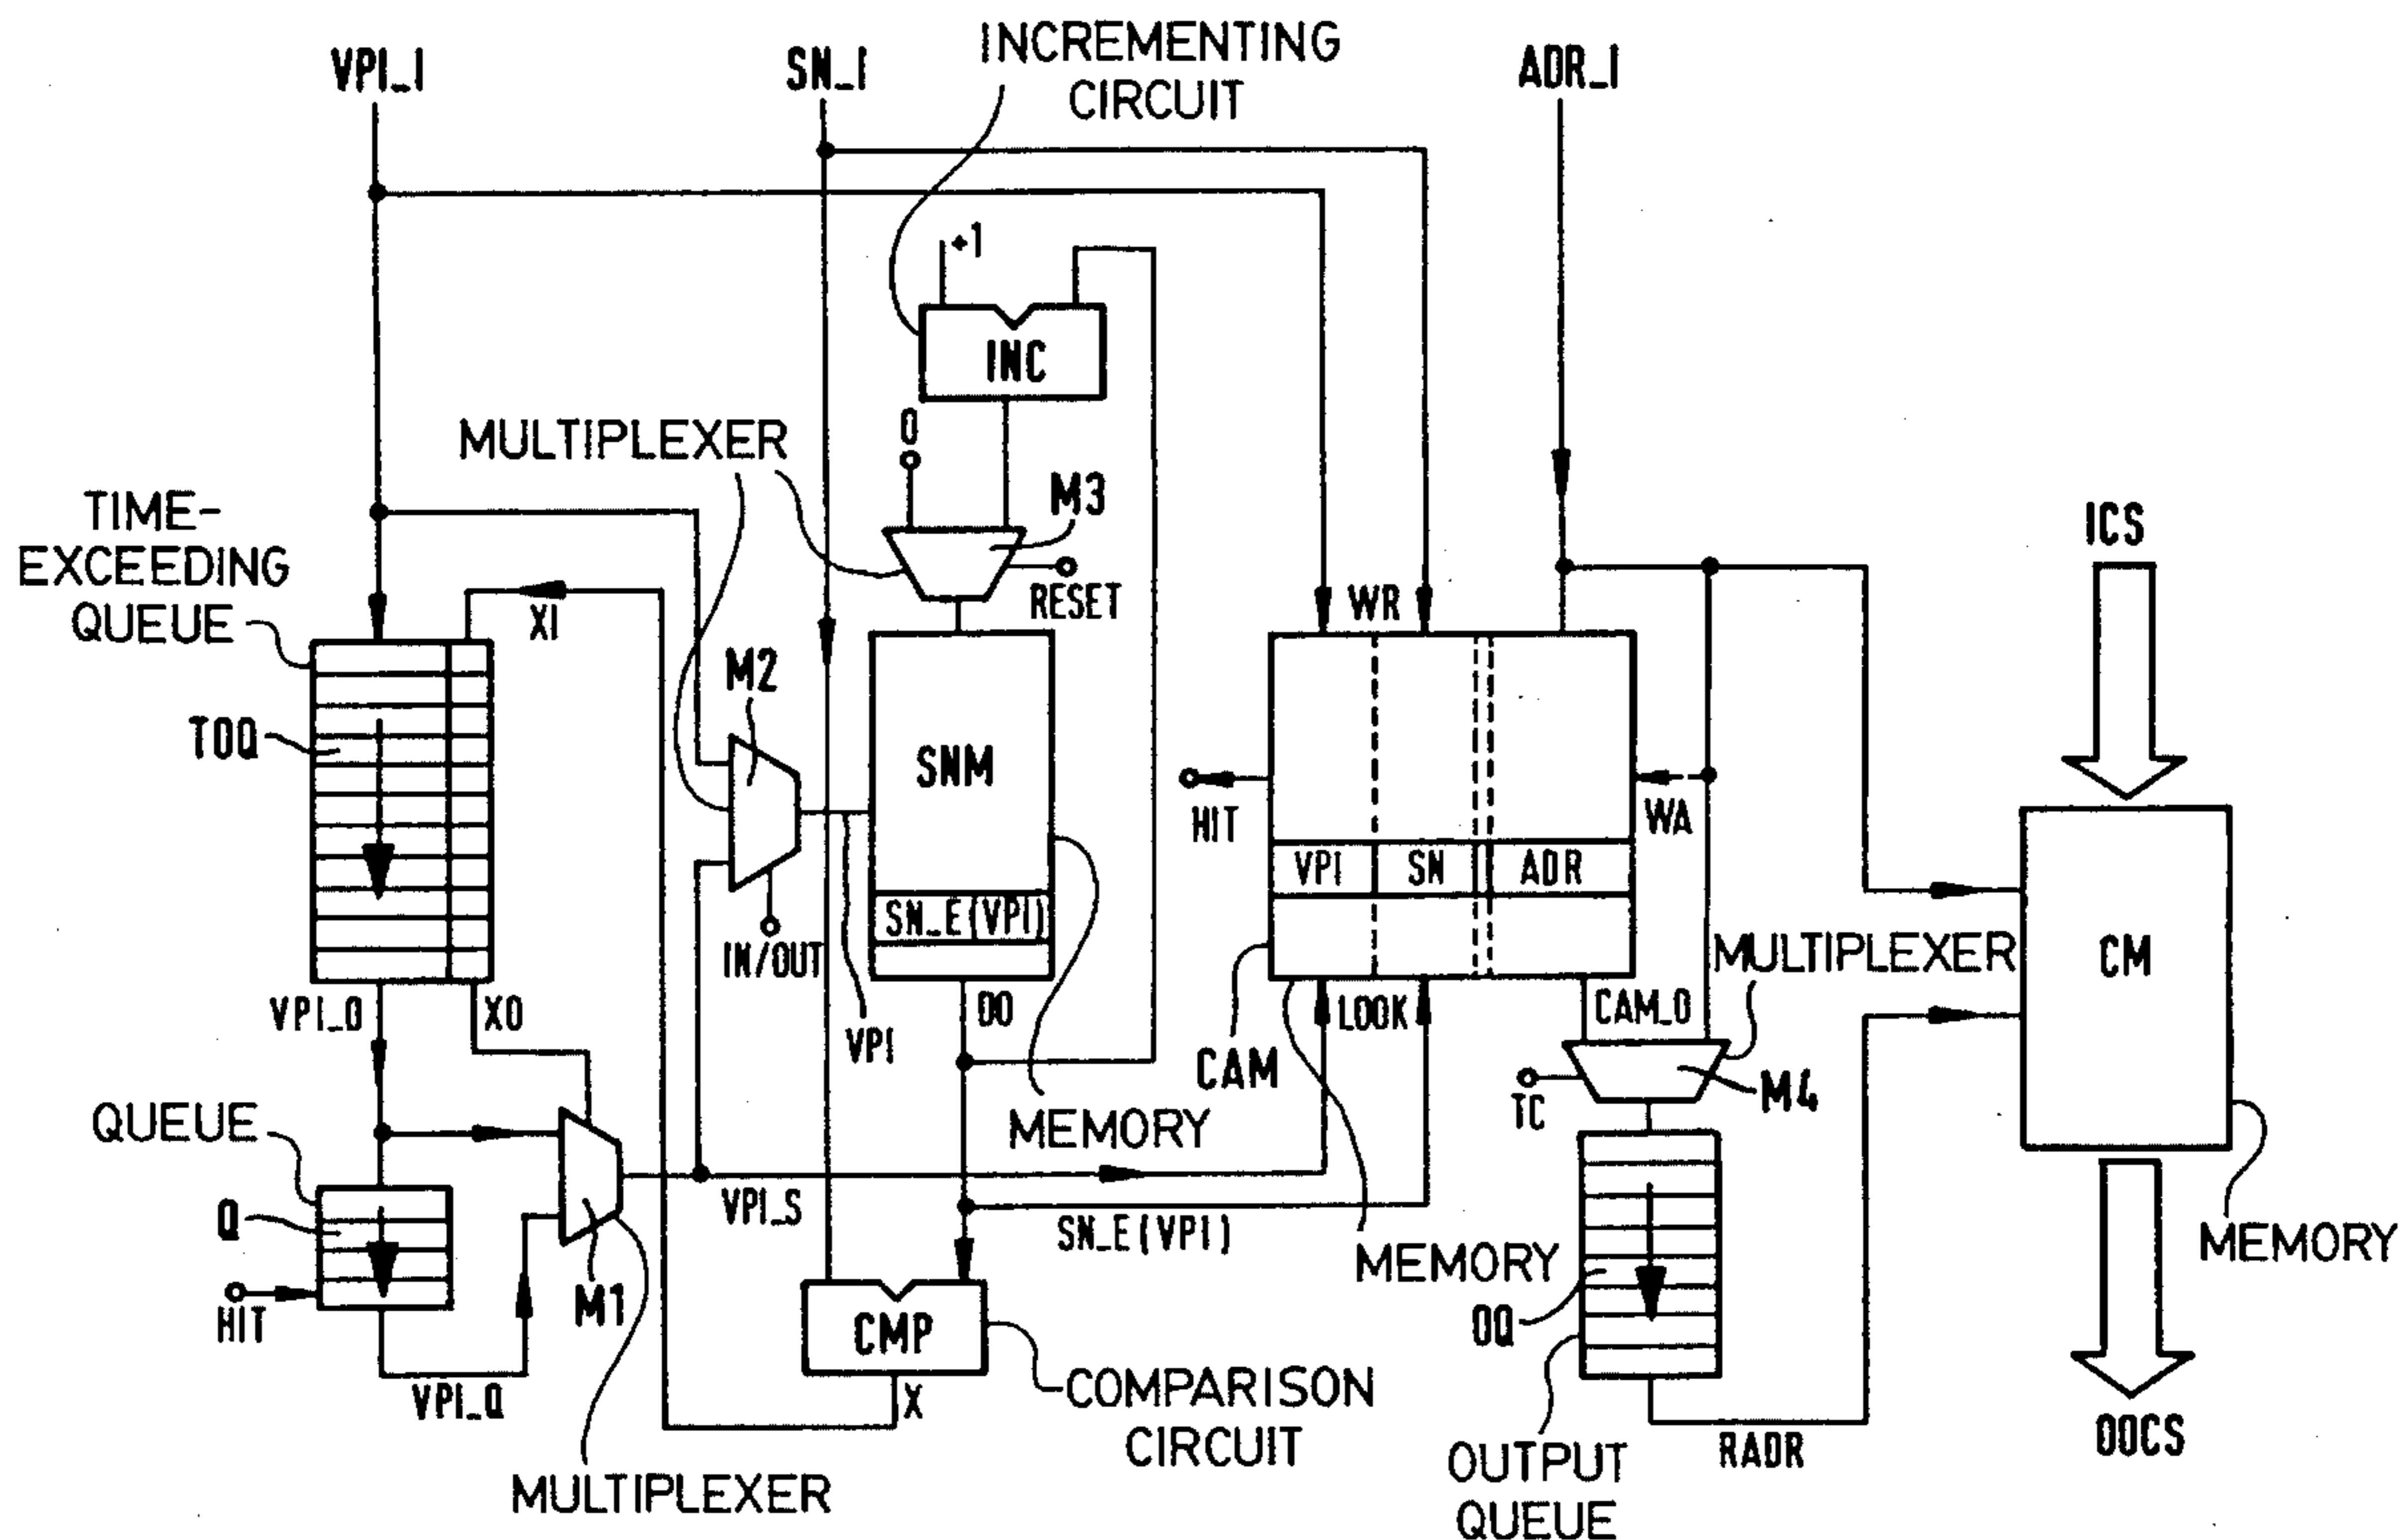 VPI_I
SN_I
INCREMENTING
CIRCUIT
ADR_I
+1
INC
0
MULTIPLEXER
M3
RESET
TIME-
EXCEEDING
QUEUE
XI
WR
ICS
M2
TOQ
SNM
HIT
WA
VPI
SN
ADR
SN_E(VPI)
IN/OUT
MULTIPLEXER
CM
VPI_O
XO
DO
VPI
LOOK
CAM_O
CAM
TC
M4
QUEUE
MEMORY
Q
VPI_S
SN_E(VPI)
MEMORY
MEMORY
HIT
M1
CMP
OQ
VPI_Q
X
COMPARISON
CIRCUIT
RADR
OOCS
OUTPUT
QUEUE
MULTIPLEXER